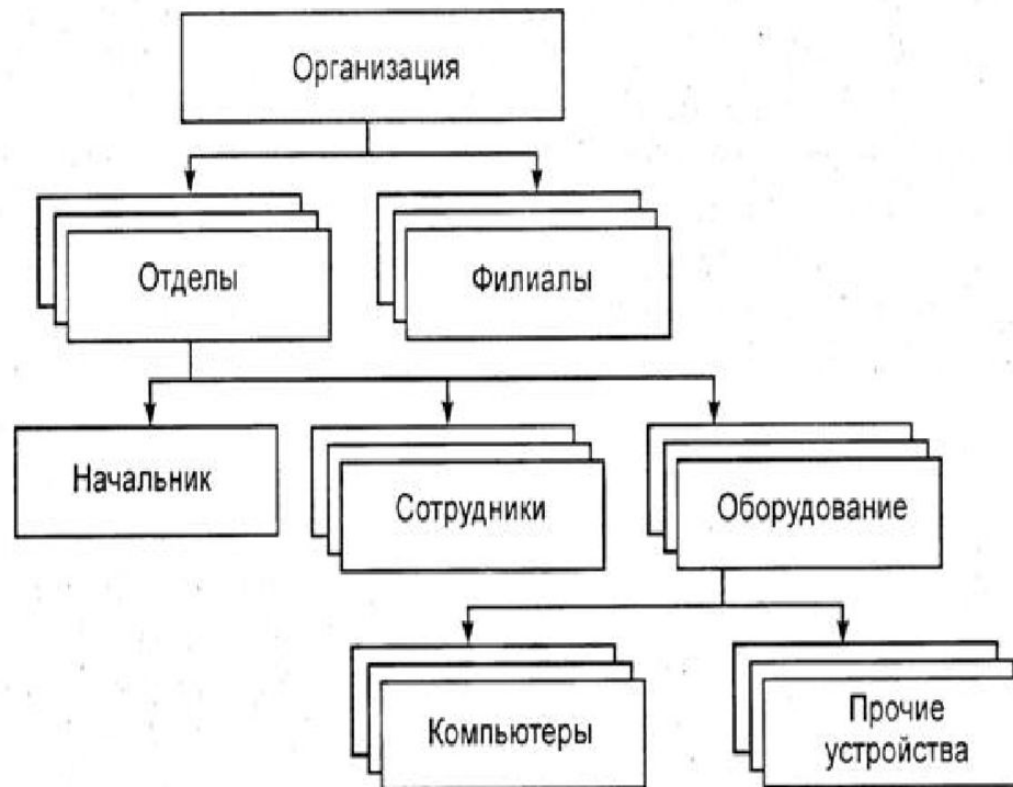 Организация
Отделы
Филиалы
Начальник
Сотрудники
Оборудование
Компьютеры
Прочие
устройства